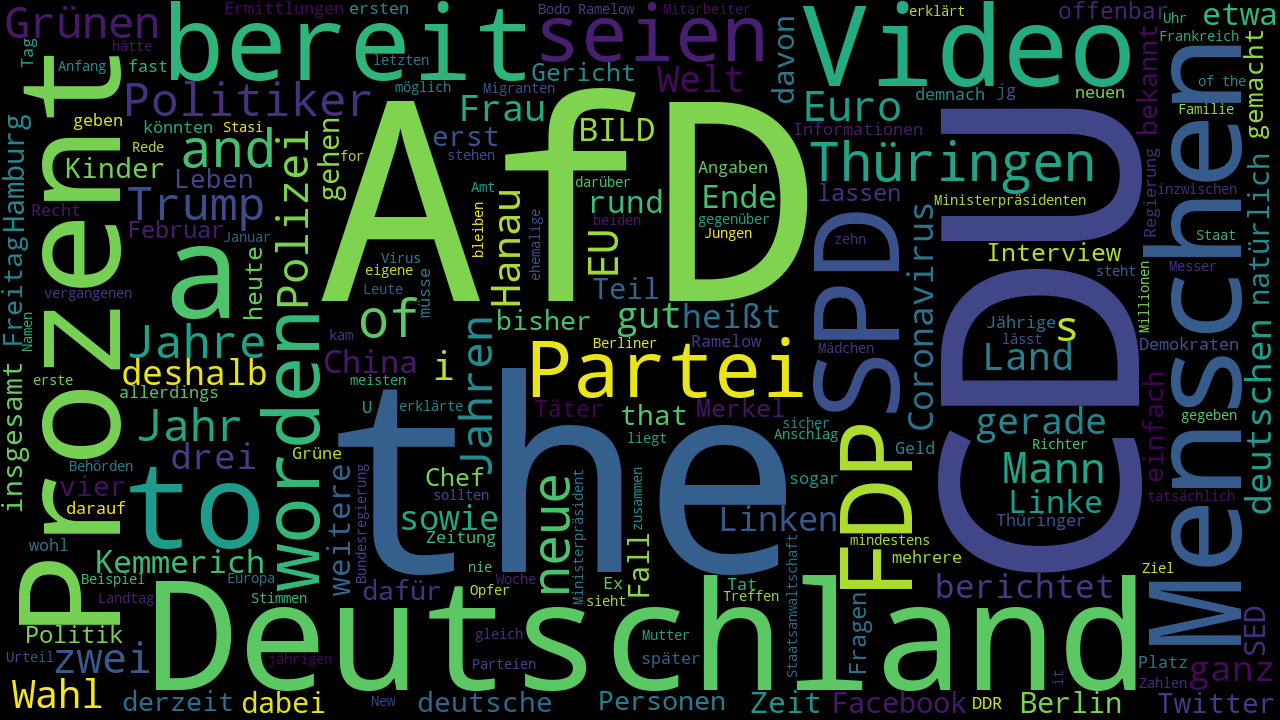 Grünen
Ermittlungen
ersten
Bodo Ramelow
Mitarbeiter
erklärt
offenbar
Uhr
etwa
bereit
seien
Video
Tag
hätte
Anfang
fast
letzten
möglich
Gericht
Migranten
Welt
davon
Frankreich
of the
demnach
jg
neuen
Familie
gemacht
bekannt
Menschen
Prozent
Politiker
Frau
BILD
Euro
Informationen
geben
könnten
Stasi
Rede
and
Polizei
gehen
for
AfD
erst
stehen
Thüringen
CDU
Regierung
inzwischen
natürlich
Hamburg
Kinder
Leben
Amt
darüber
Angaben
rund
Ende
lassen
Ministerpräsidenten
Recht
Trump
Februar
Januar
bleiben
Hanau
ehemalige
beiden
gegenüber
Jungen
SPD
zehn
Coronavirus
Staat
Freitag
vergangenen
a
heute
Virus
eigene
Leute
müsse
EU
Teil
Interview
steht
Messer
Millionen
Namen
Jahre
of
bisher
gut
heißt
Jährige
s
lässt
Land
Demokraten
deutschen
insgesamt
deshalb
worden
kam
China
i
Jahren
Partei
Berliner
Ramelow
Mädchen
erste
allerdings
meisten
U
erklärte
Täter
that
Merkel
sicher
Anschlag
einfach
gegeben
Jahr
drei
Grüne
the
liegt
gerade
Richter
Behörden
vier
darauf
to
Weitere
Bundesregierung
Chef
sollten
sowie
Zeitung
neue
Ministerpräsident
Fall
zusammen
sogar
Geld
Mann
Linke
Thüringer
tatsächlich
wohl
Kemmerich
Linken
FDP
mindestens
mehrere
Beispiel
Europa
Landtag
Stimmen
dafür
nie
Woche
Opfer
Ex
sieht
Tat
Treffen
Staatsanwaltschaft
Fragen
berichtet
Ziel
Politik
Deutschland
gleich
Parteien
Mutter
später
SED
Urteil
zwei
jährigen
it
Platz
Zahlen
ganz
Wahl
derzeit
dabei
New
deutsche
Personen
Zeit
Facebook
DDR
Berlin
Twitter